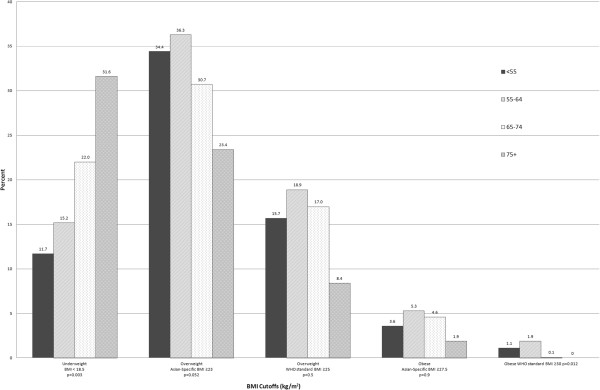 40
35
30
25
20
15
10
5
0
Percent
11.7
15.2
22.0
31.6
34.4
36.3
30.7
23.4
15.7
18.9
17.0
8.4
3.6
5.3
4.6
1.9
1.1
1.9
0.1
0
<55
55-64
65-74
75+
Underweight
BMI < 18.5
p=0.003
Overweight
Asian-Specific BMI ≥23
p=0.052
Overweight
WHO standard BMI ≥25
p=0.5
Obese
Asian-specific BMI ≥27.5
p=0.9
Obese WHO standard BMI ≥30 p=0.012
BMI Cutoffs (kg/m²)